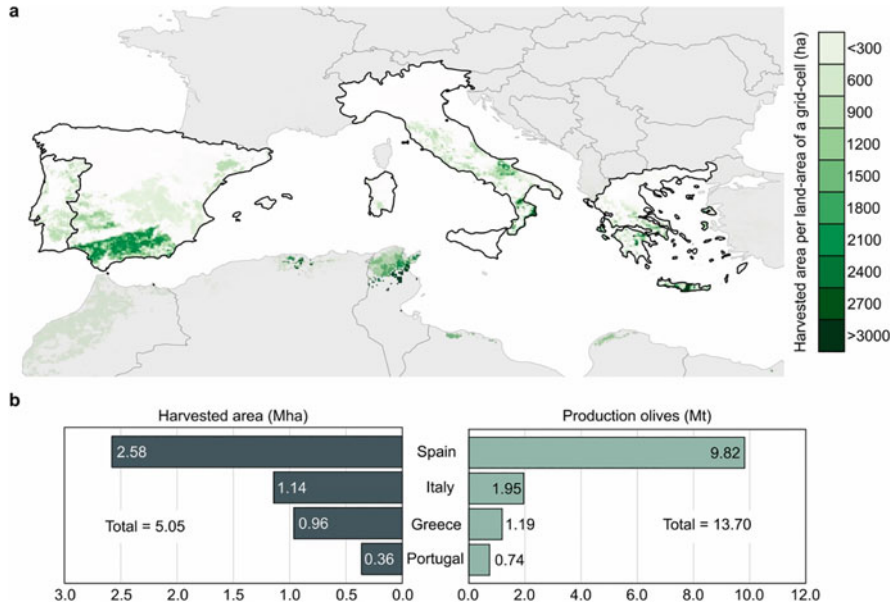 a
Harvested area per land-area of a grid-cell (ha)
<300
600
900
1200
1500
1800
2100
2400
2700
>3000
b
Harvested area (Mha)
Production olives (Mt)
2.58
Spain
9.82
1.14
Italy
1.95
Total = 5.05
0.96
Greece
1.19
Total = 13.70
0.36
Portugal
0.74
3.0 2.5 2.0 1.5 1.0 0.5 0.0
0.0 2.0 4.0 6.0 8.0 10.0 12.0